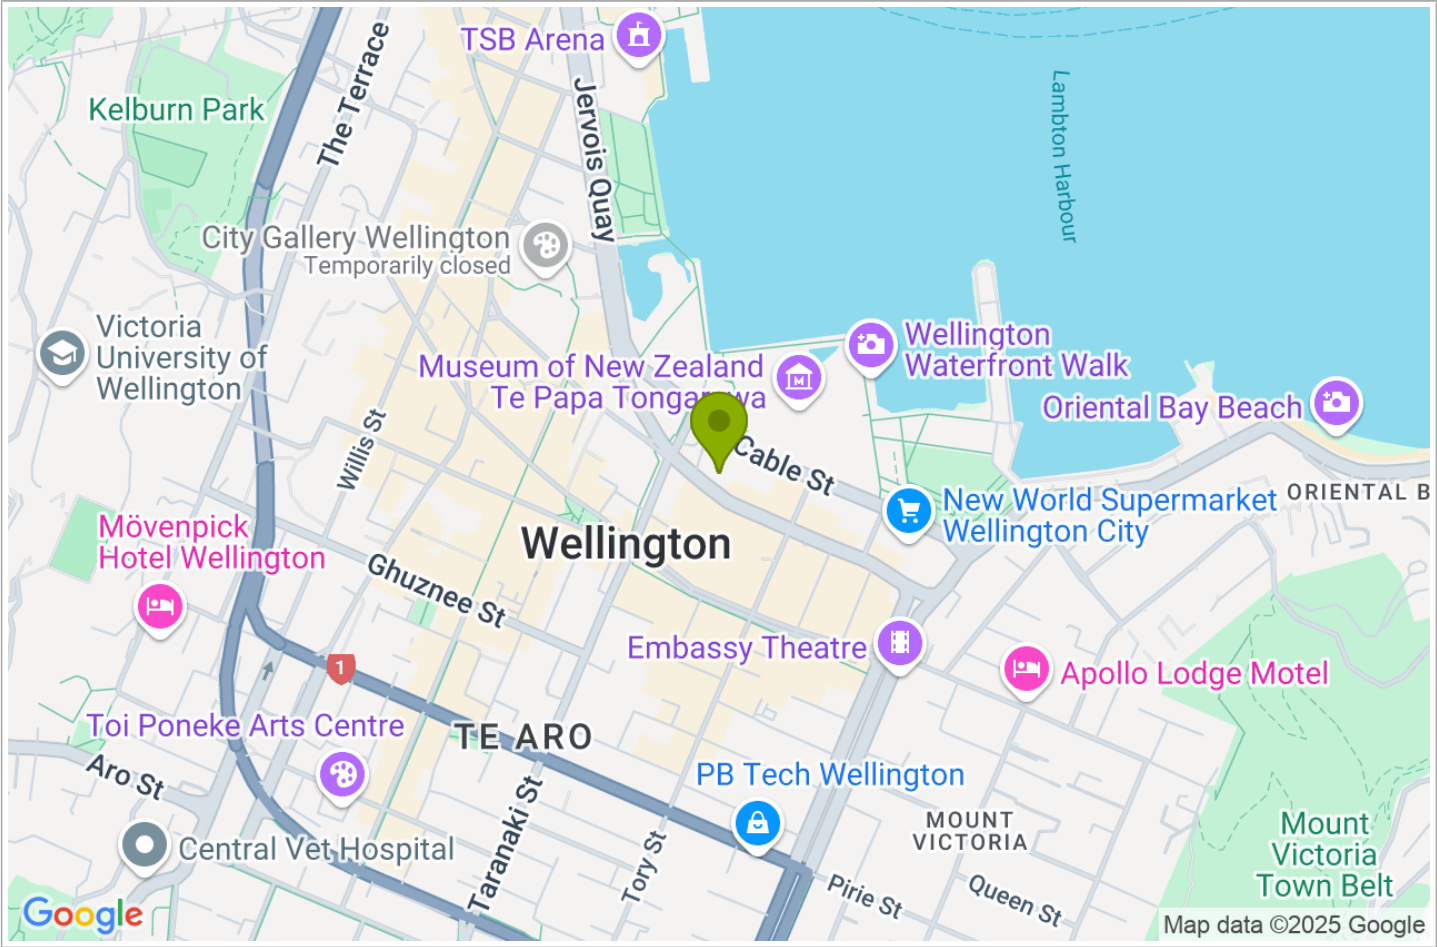 TSB Arena
The Terrace
Kelburn Park
Jervois Quay
Lambton Harbour
City Gallery Wellington
Temporarily closed
Victoria
University of
Wellington
Museum of New Zealand
Te Papa Tongarewa
Wellington
Waterfront Walk
Oriental Bay Beach
Willis St
Cable St
ORIENTAL B
New World Supermarket
Wellington City
Mövenpick
Hotel Wellington
Wellington
Ghuznee St
Embassy Theatre
1
Apollo Lodge Motel
Toi Poneke Arts Centre
TE ARO
Aro St
PB Tech Wellington
Taranaki St
Tory St
MOUNT
VICTORIA
Mount
Victoria
Town Belt
Central Vet Hospital
Pirie St
Queen St
Google
Map data ©2025 Google